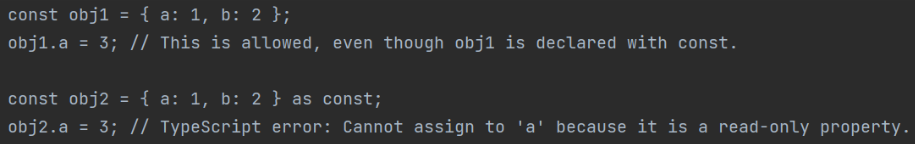 const obj1 = { a: 1, b: 2 };
obj1.a = 3; // This is allowed, even though obj1 is declared with const.
const obj2 = { a: 1, b: 2 } as const;
obj2.a = 3; // TypeScript error: Cannot assign to 'a' because it is a read-only property.